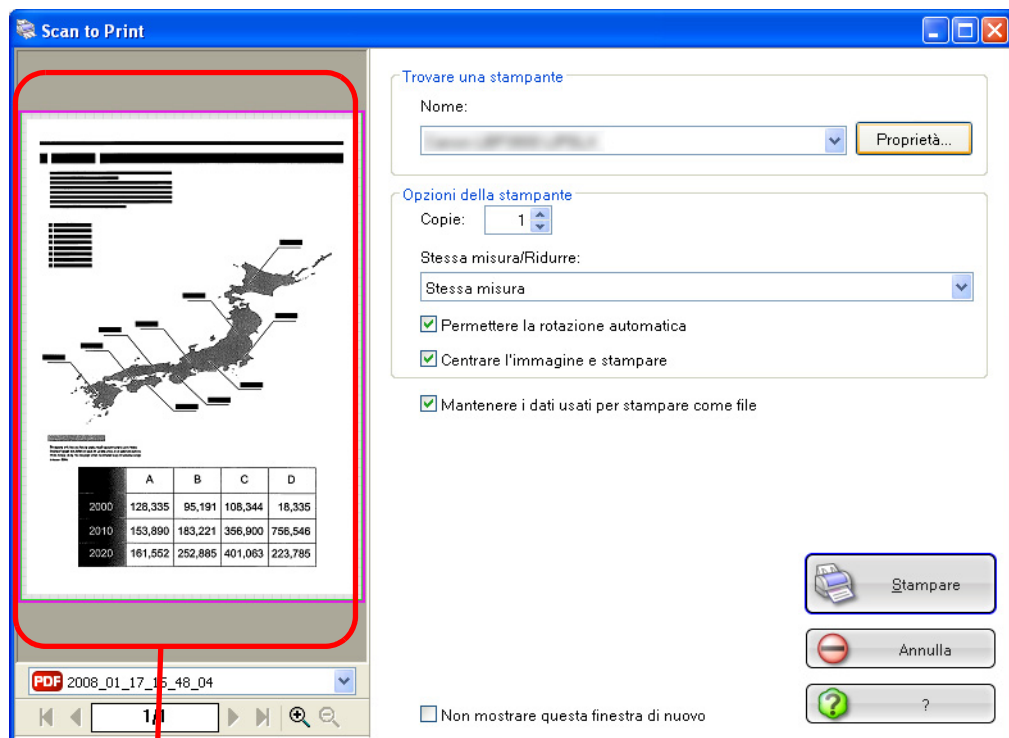 Scan to Print
Trovare una stampante
Nome:
Proprietà...
Opzioni della stampante
Copie: 1
Stessa misura/Ridurre:
Stessa misura
Permettere la rotazione automatica
Centrare l'immagine e stampare
Mantenere i dati usati per stampare come file
A B C D
2000 128,335 95,191 108,344 18,335
2010 153,890 183,221 356,900 756,546
2020 161,552 252,885 401,063 223,785
Stampare
Annulla
?
PDF 2008_01_17_15_48_04
1/1
Non mostrare questa finestra di nuovo